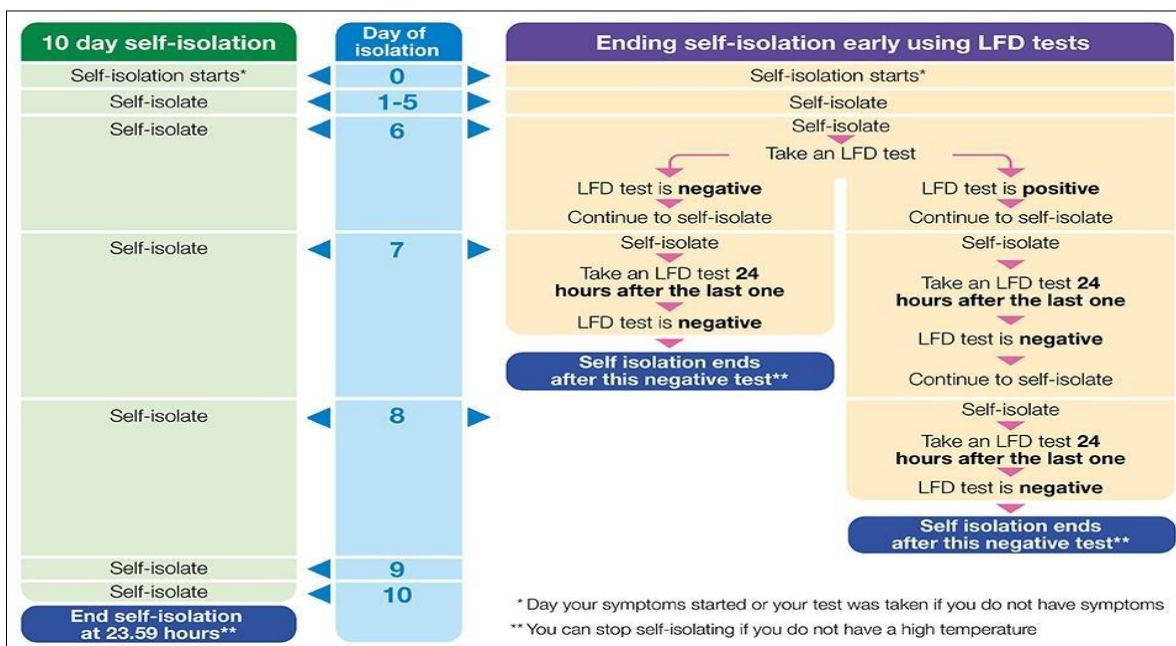 10 day self-isolation
Day of
isolation
Ending self-isolation early using LFD tests
Self-isolation starts*
0
Self-isolation starts*
Self-isolate
1-5
Self-isolate
Self-isolate
6
Self-isolate
Take an LFD test
LFD test is negative
LFD test is positive
Continue to self-isolate
Continue to self-isolate
Self-isolate
7
Self-isolate
Self-isolate
Take an LFD test 24
hours after the last one
Take an LFD test 24
hours after the last one
LFD test is negative
LFD test is negative
Self isolation ends
after this negative test**
Continue to self-isolate
Self-isolate
8
Self-isolate
Take an LFD test 24
hours after the last one
LFD test is negative
Self isolation ends
after this negative test**
Self-isolate
9
Self-isolate
10
End self-isolation
at 23.59 hours**
* Day your symptoms started or your test was taken if you do not have symptoms
** You can stop self-isolating if you do not have a high temperature